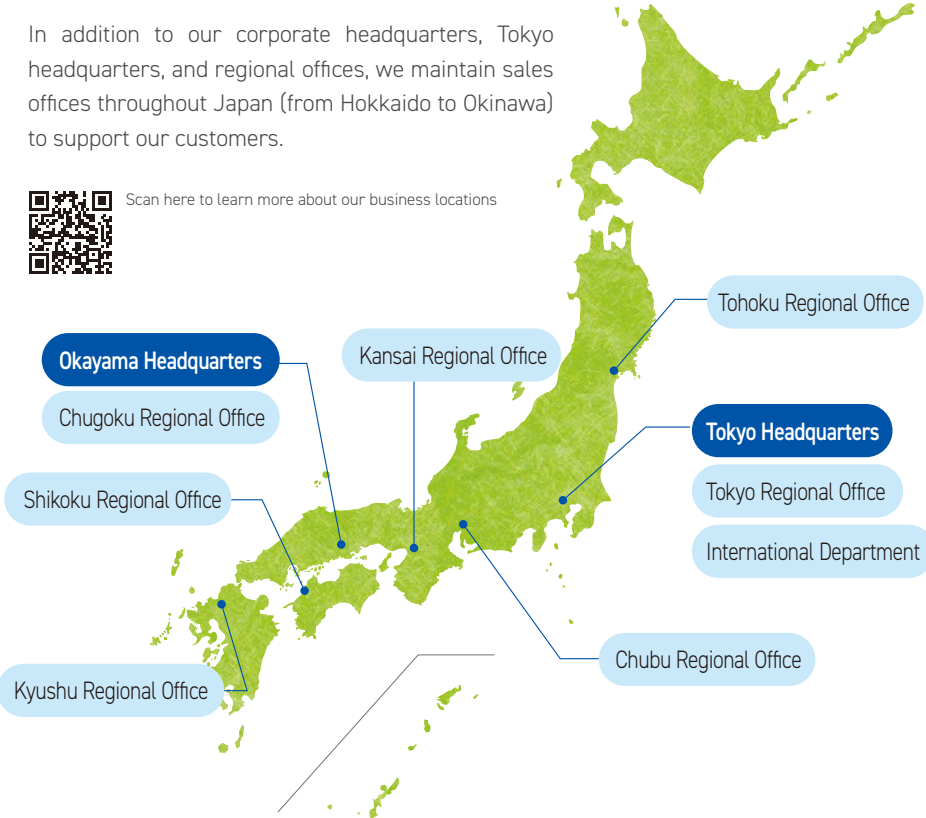 In addition to our corporate headquarters, Tokyo
headquarters, and regional offices, we maintain sales
offices throughout Japan (from Hokkaido to Okinawa)
to support our customers.
Scan here to learn more about our business locations
Tohoku Regional Office
Okayama Headquarters
Kansai Regional Office
Chugoku Regional Office
Tokyo Headquarters
Shikoku Regional Office
Tokyo Regional Office
International Department
Chubu Regional Office
Kyushu Regional Office